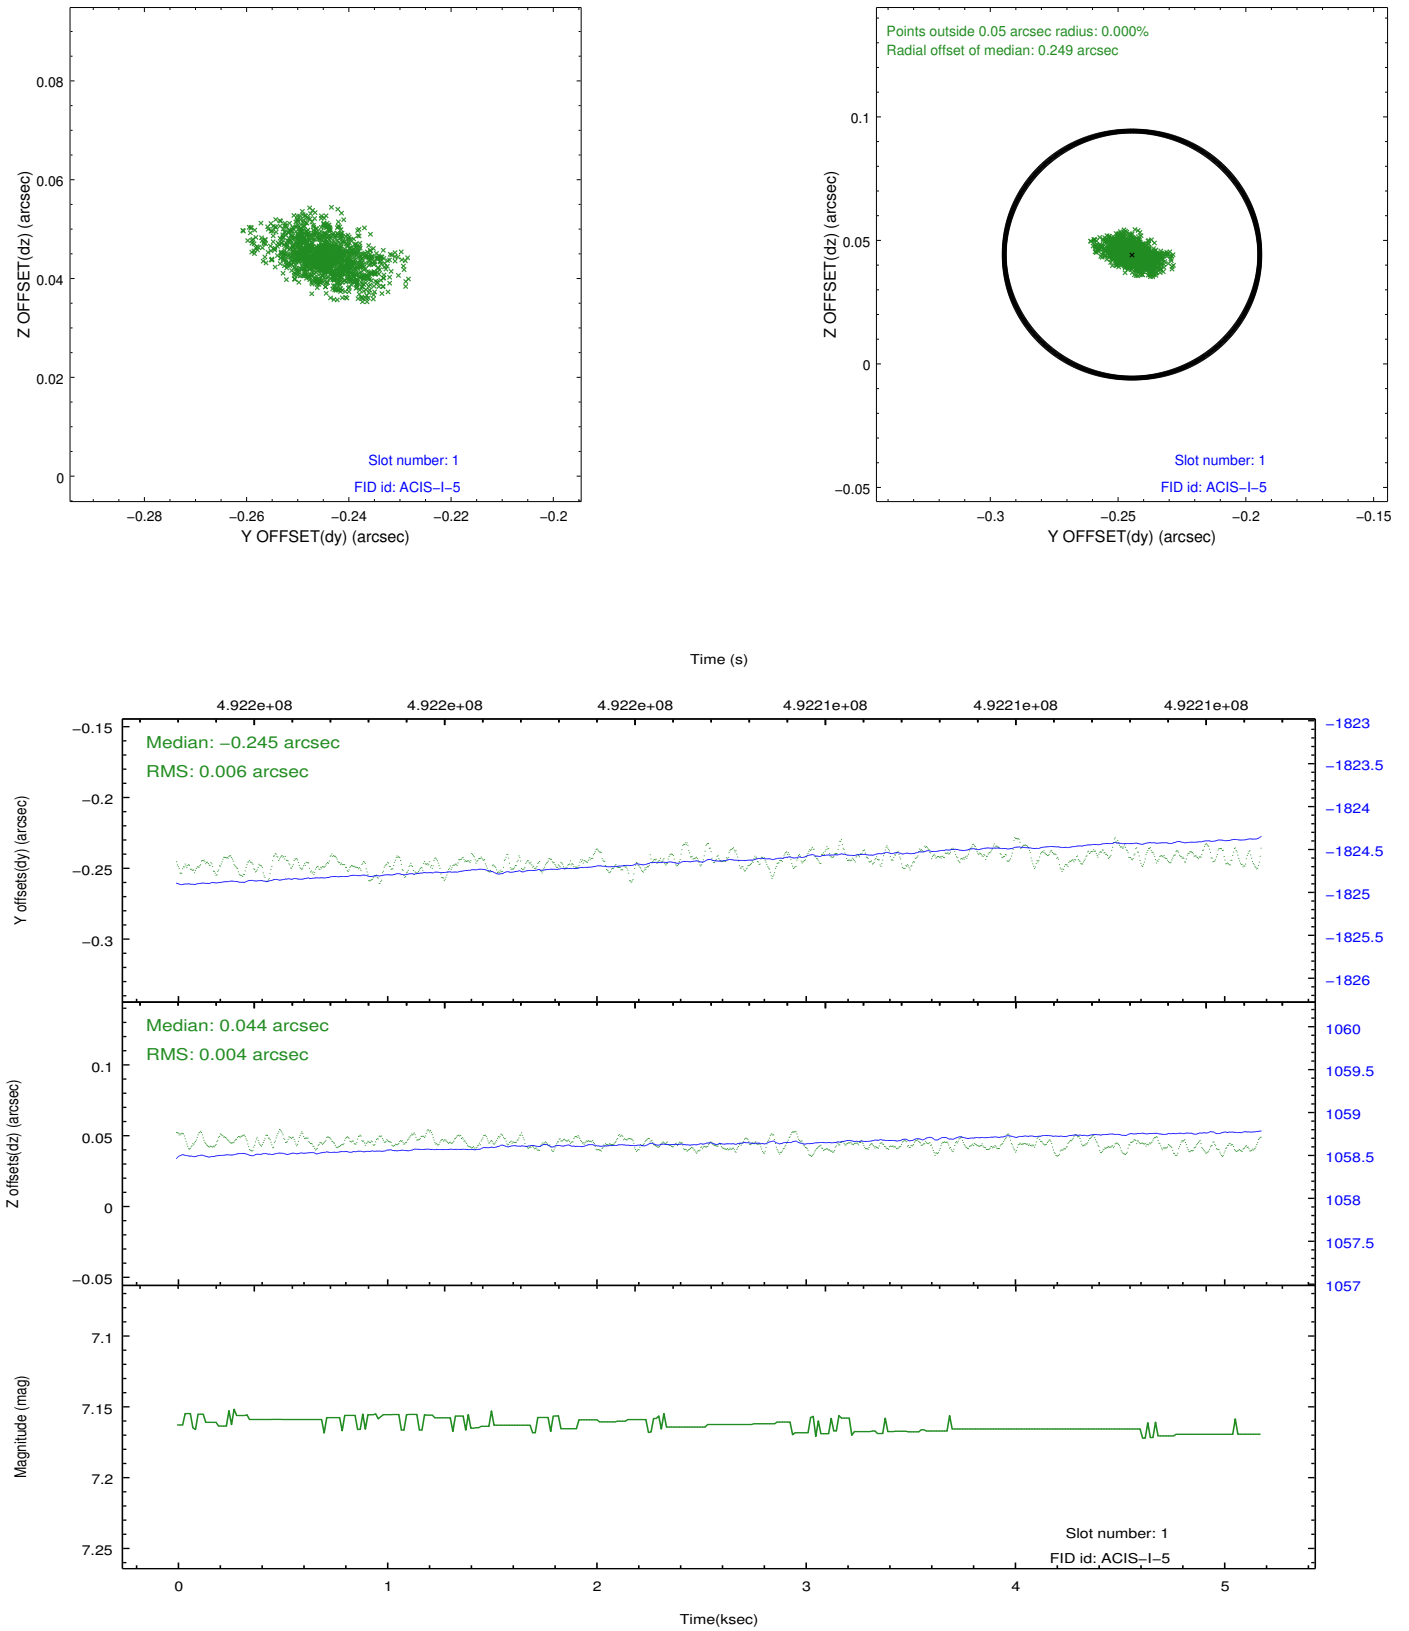 0.08
0.06
0.04
0.02
0
Z OFFSET(dz) (arcsec)
Slot number: 1
FID id: ACIS−I−5
−0.28
−0.26
−0.24
−0.22
−0.2
Y OFFSET(dy) (arcsec)
Points outside 0.05 arcsec radius: 0.000%
Radial offset of median: 0.249 arcsec
0.1
0.05
0
−0.05
Z OFFSET(dz) (arcsec)
Slot number: 1
FID id: ACIS−I−5
−0.3
−0.25
−0.2
−0.15
Y OFFSET(dy) (arcsec)
Time (s)
4.922e+08
4.922e+08
4.922e+08
4.9221e+08
4.9221e+08
4.9221e+08
Median: −0.245 arcsec
RMS: 0.006 arcsec
−0.15
−0.2
−0.25
−0.3
Y offsets(dy) (arcsec)
−1823
−1823.5
−1824
−1824.5
−1825
−1825.5
−1826
Median: 0.044 arcsec
RMS: 0.004 arcsec
0.1
0.05
0
−0.05
Z offsets(dz) (arcsec)
1060
1059.5
1059
1058.5
1058
1057.5
1057
7.1
7.15
7.2
7.25
Magnitude (mag)
Slot number: 1
FID id: ACIS−I−5
0
1
2
3
4
5
Time(ksec)